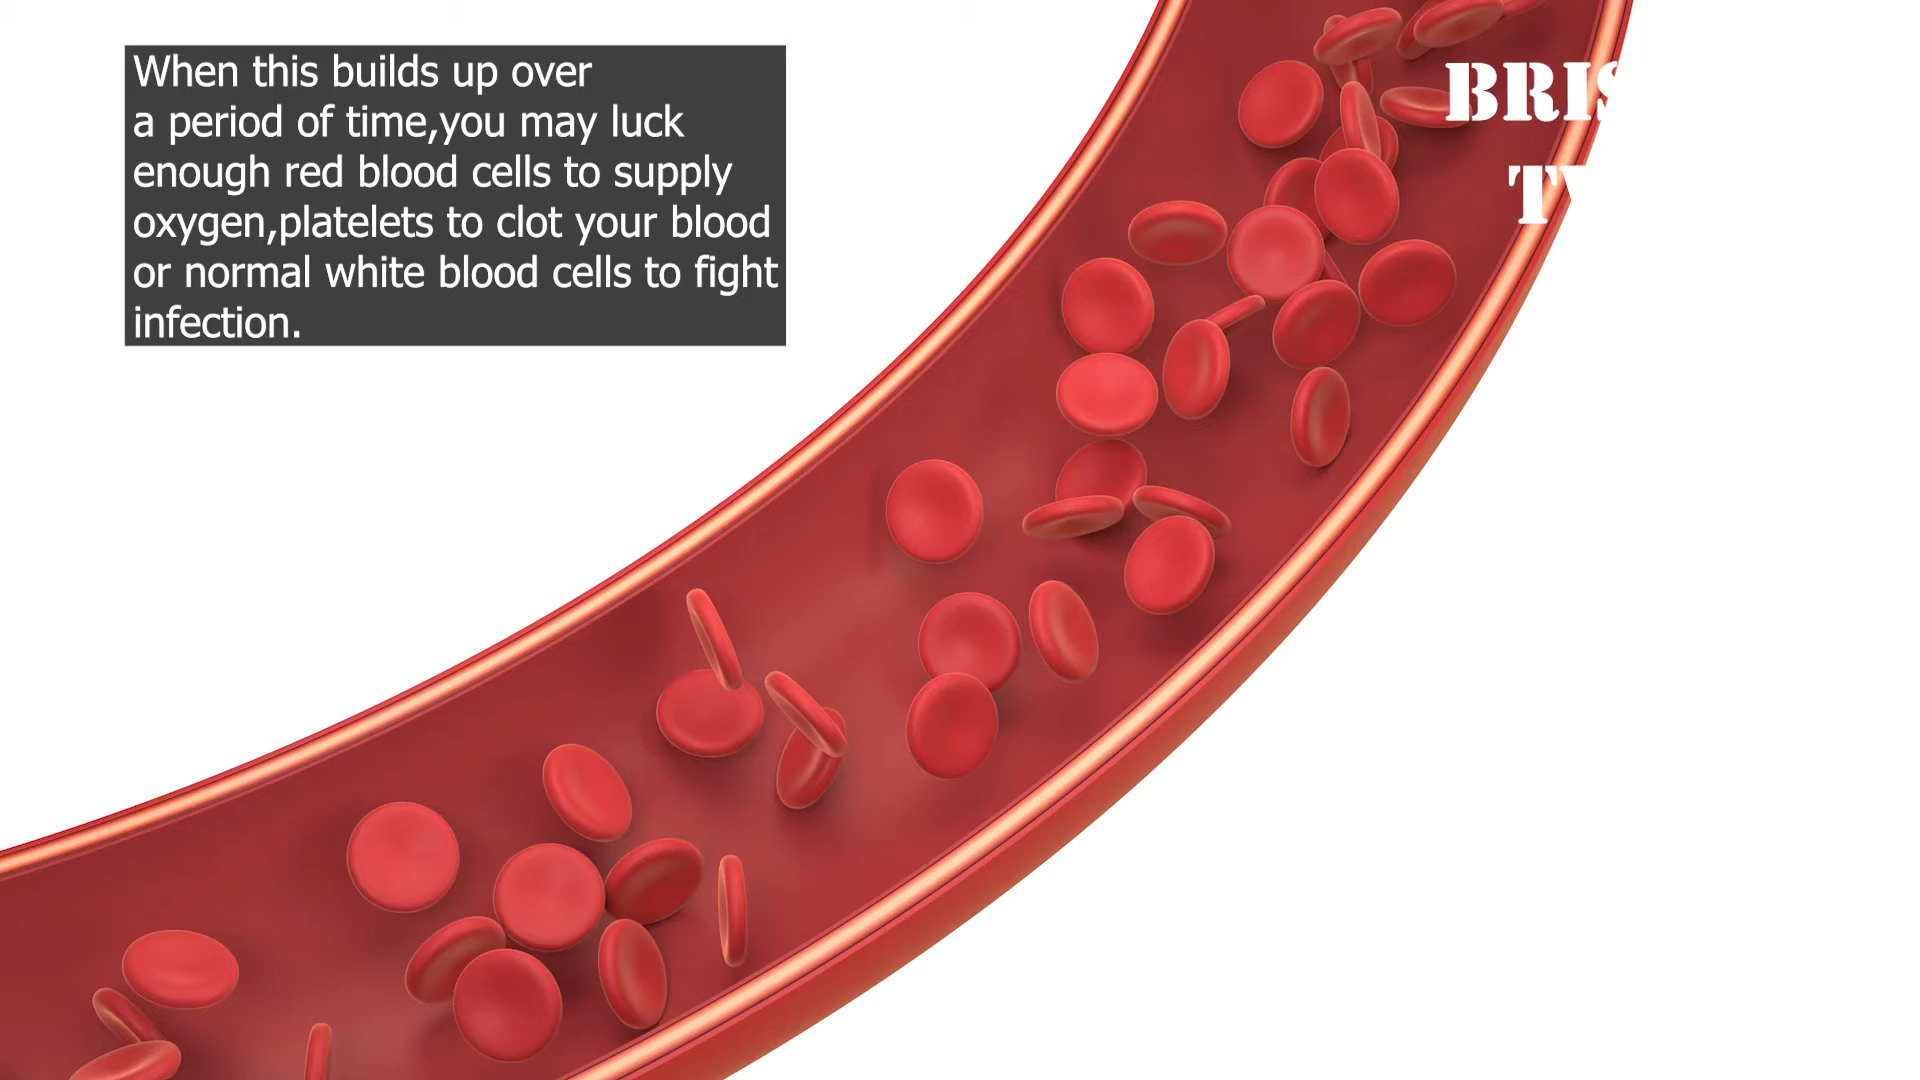 When this builds up over
a period of time,you may luck
enough red blood cells to supply
oxygen,platelets to clot your blood
or normal white blood cells to fight
infection.